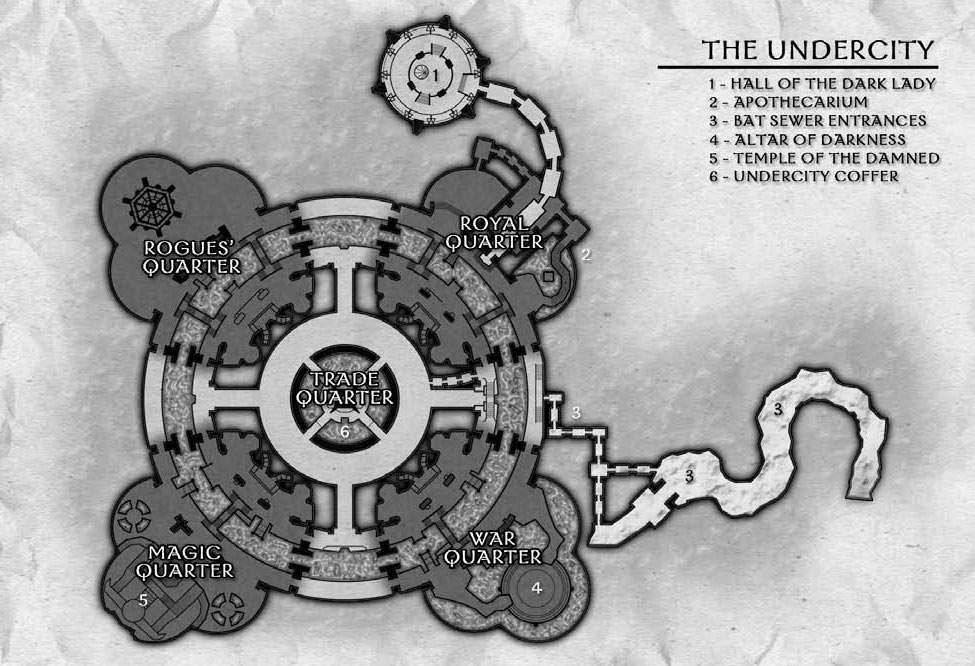 THE UNDERCITY
1 - HALL OF THE DARK LADY
2 - APOTHECARIUM
3 - BAT SEWER ENTRANCES
4 - ALTAR OF DARKNESS
5 - TEMPLE OF THE DAMNED
6 - UNDERCITY COFFER
1
ROYAL
QUARTER
2
ROGUES'
QUARTER
TRADE
QUARTER
6
3
3
3
WAR
QUARTER
4
MAGIC
QUARTER
5